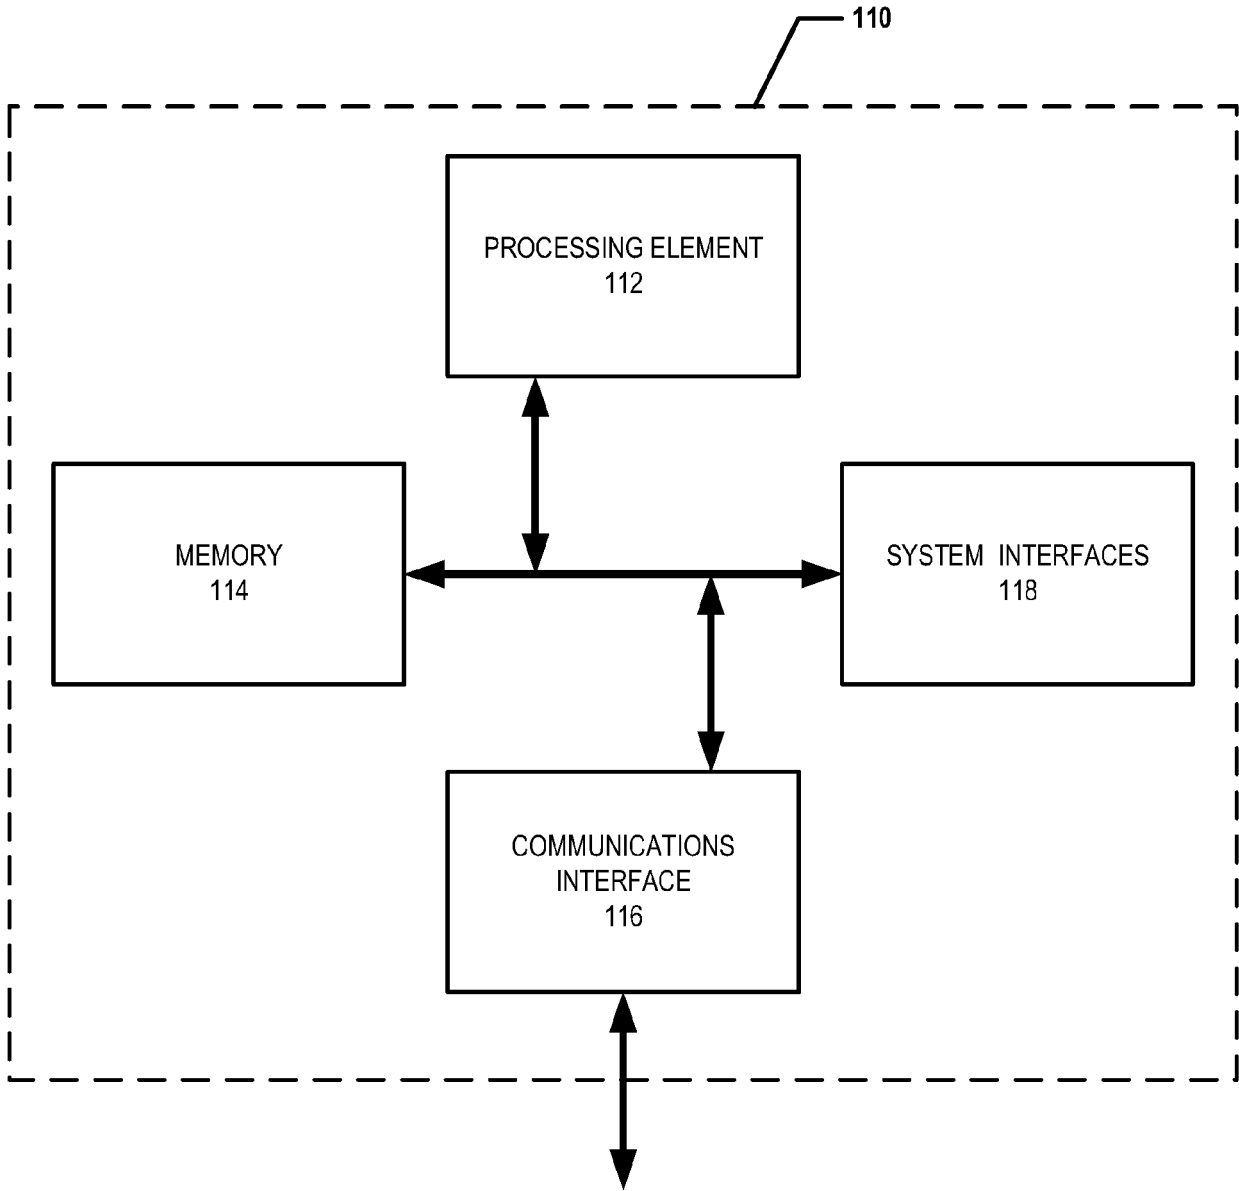 110
PROCESSING ELEMENT
112
MEMORY
114
SYSTEM INTERFACES
118
COMMUNICATIONS
INTERFACE
116